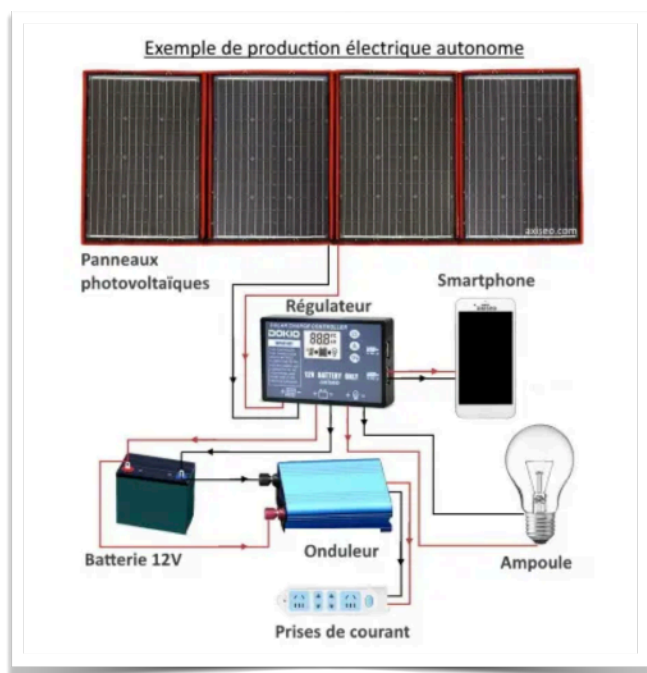 Exemple de production électrique autonome
axiseo.com
Panneaux
photovoltaïques
Smartphone
Régulateur
SOLAR CHARGE CONTROLLER
DOKIO
12V BATTERY ONLY
Batterie 12V
Onduleur
Ampoule
Prises de courant